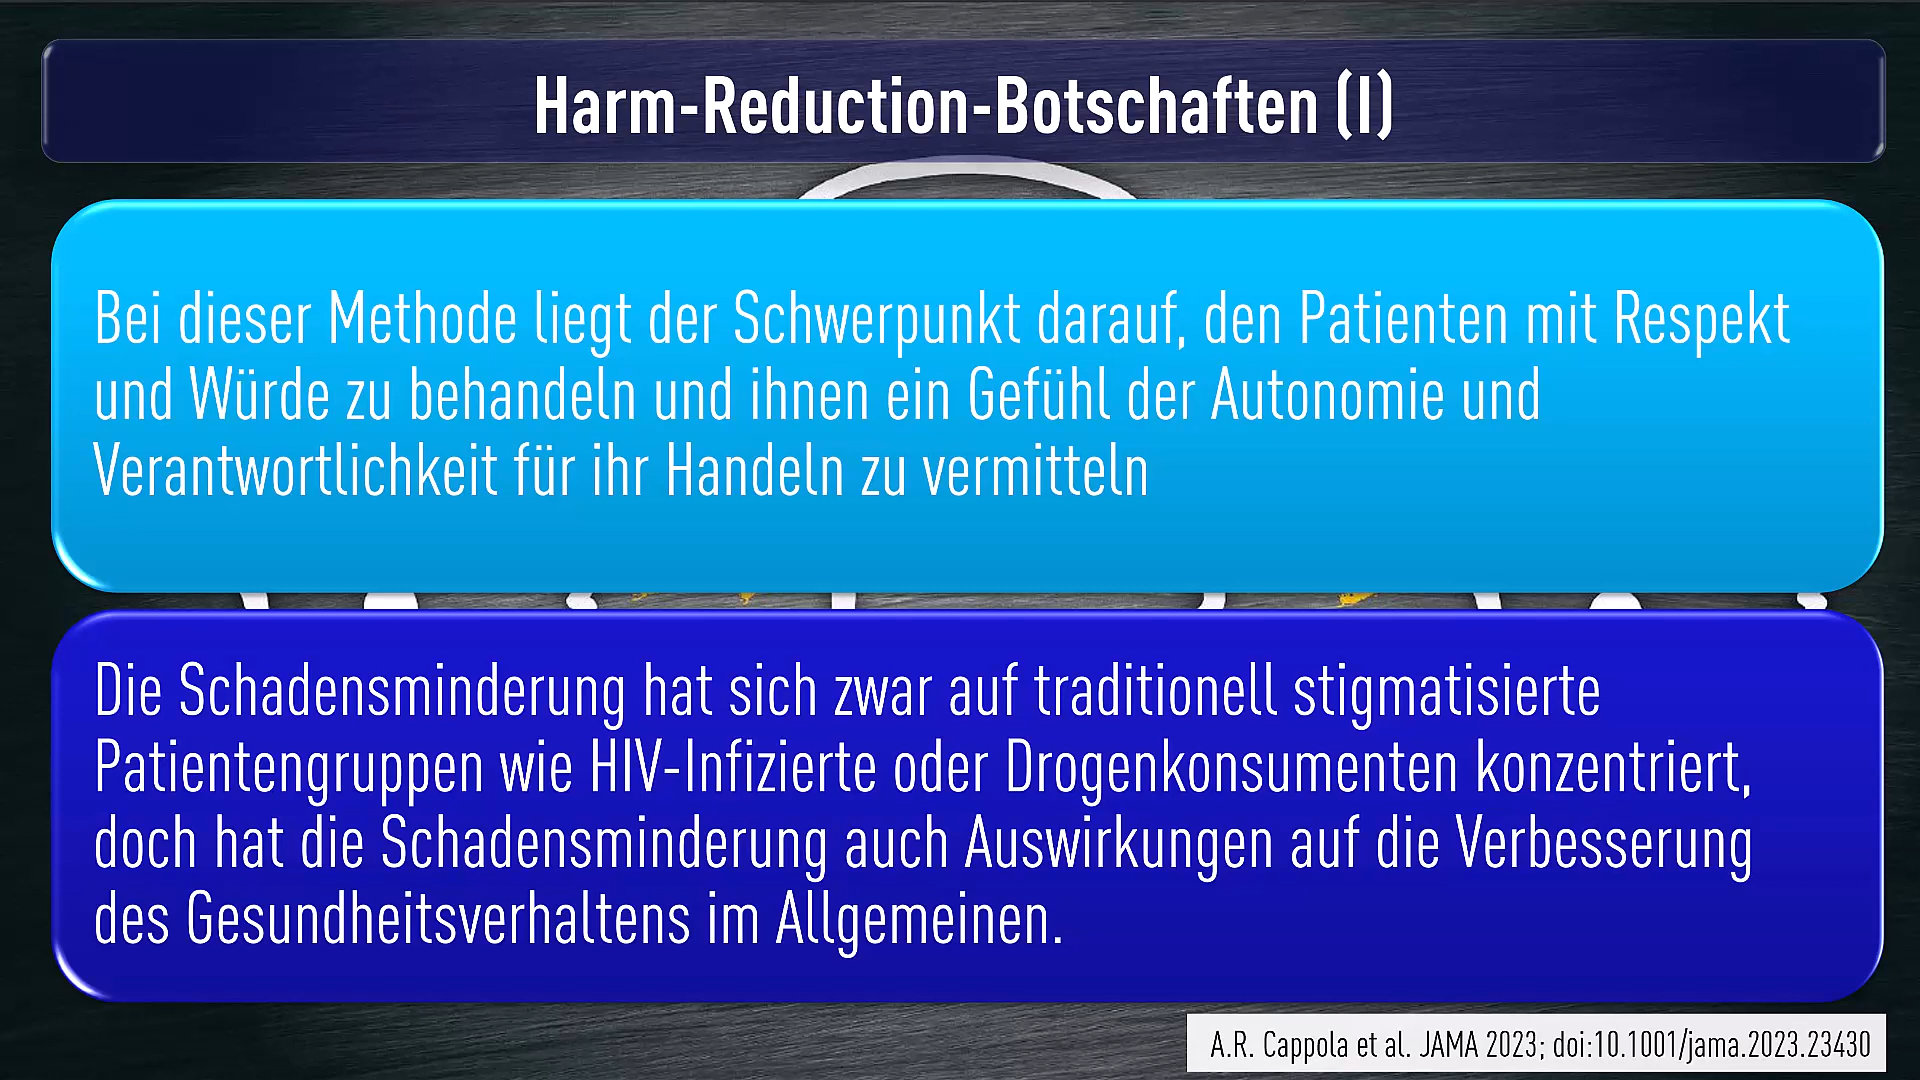 Harm-Reduction-Botschaften (I)
Bei dieser Methode liegt der Schwerpunkt darauf, den Patienten mit Respekt
und Würde zu behandeln und ihnen ein Gefühl der Autonomie und
Verantwortlichkeit für ihr Handeln zu vermitteln
Die Schadensminderung hat sich zwar auf traditionell stigmatisierte
Patientengruppen wie HIV-Infizierte oder Drogenkonsumenten konzentriert,
doch hat die Schadensminderung auch Auswirkungen auf die Verbesserung
des Gesundheitsverhaltens im Allgemeinen.
A.R. Cappola et al. JAMA 2023; doi:10.1001/jama.2023.23430